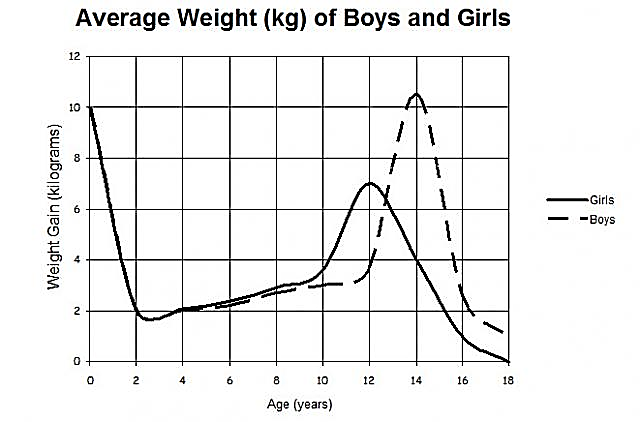 Average Weight (kg) of Boys and Girls
12
10
8
6
4
2
0
Weight Gain (kilograms)
0 2 4 6 8 10 12 14 16 18
Age (years)
Girls
Boys